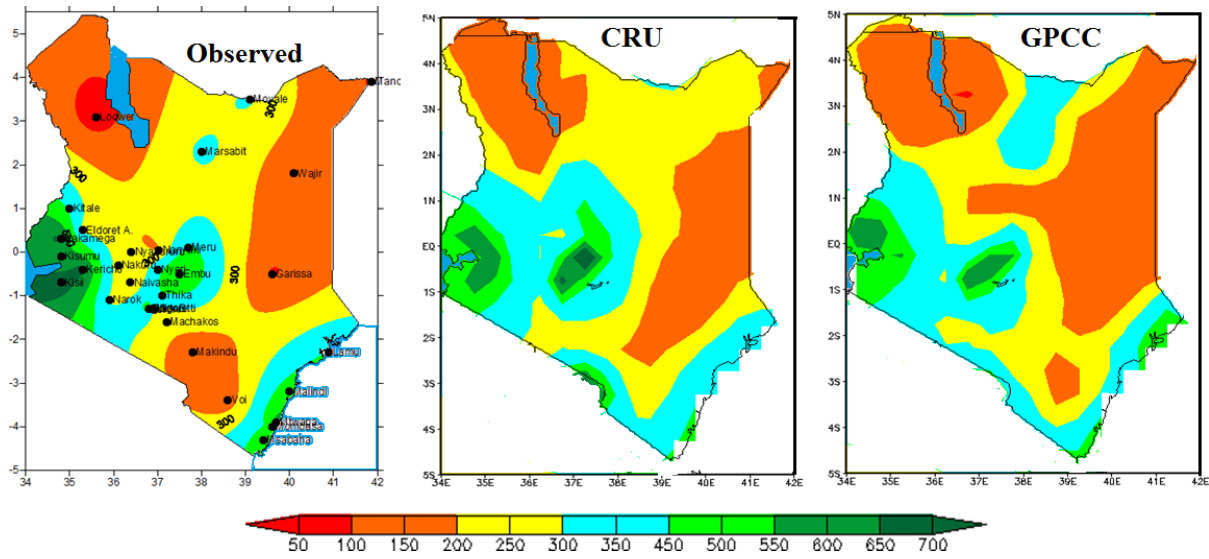 Observed
CRU
GPCC
5
4
3
2
1
0
-1
-2
-3
-4
-5
34 35 36 37 38 39 40 41 42
Mand
Moyale
300
Lodwer
Marsabit
Wajir
300
Kitale
Eldoret A.
Kakamega
Kisumu
Meru
Nakuru
Nyeri
300
Kericho
Embu
300
Garissa
Kisii
Naivasha
Narok
Thika
Machakos
Makindu
Lamu
Malindi
Voi
300
Mombasa
Msabaha
5N
4N
3N
2N
1N
EQ
1S
2S
3S
4S
5S
34E 35E 36E 37E 38E 39E 40E 41E 42E
5N
4N
3N
2N
1N
EQ
1S
2S
3S
4S
5S
34E 35E 36E 37E 38E 39E 40E 41E 42E
50 100 150 200 250 300 350 450 500 550 600 650 700